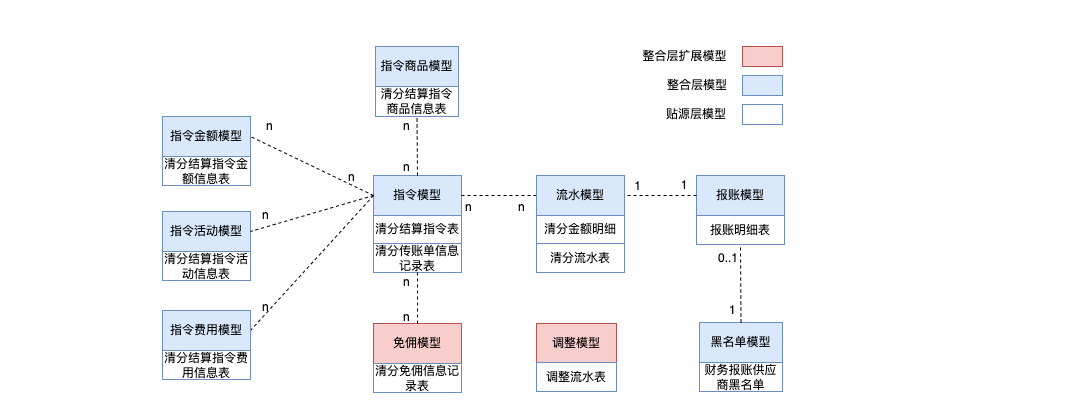 整合层扩展模型
整合层模型
贴源层模型
指令商品模型
清分结算指令
商品信息表
n
n
指令金额模型
清分结算指令金
额信息表
n
n
指令活动模型
清分结算指令活
动信息表
n
指令费用模型
清分结算指令费
用信息表
n
指令模型
清分结算指令表
清分传账单信息
记录表
n
n
n
n
流水模型
清分金额明细
清分流水表
1
1
报账模型
报账明细表
0..1
1
免佣模型
清分免佣信息记
录表
调整模型
调整流水表
黑名单模型
财务报账供应
商黑名单